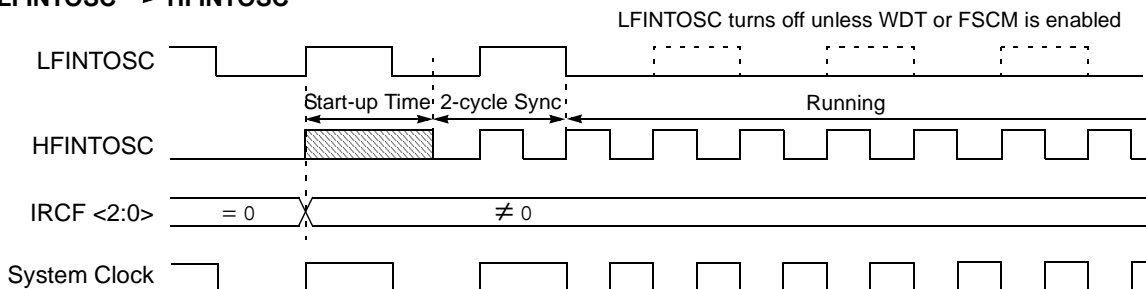 LFINTOSC → HFINTOSC
LFINTOSC turns off unless WDT or FSCM is enabled
LFINTOSC
Start-up Time 2-cycle Sync Running
HFINTOSC
IRCF <2:0> = 0 ≠ 0
System Clock